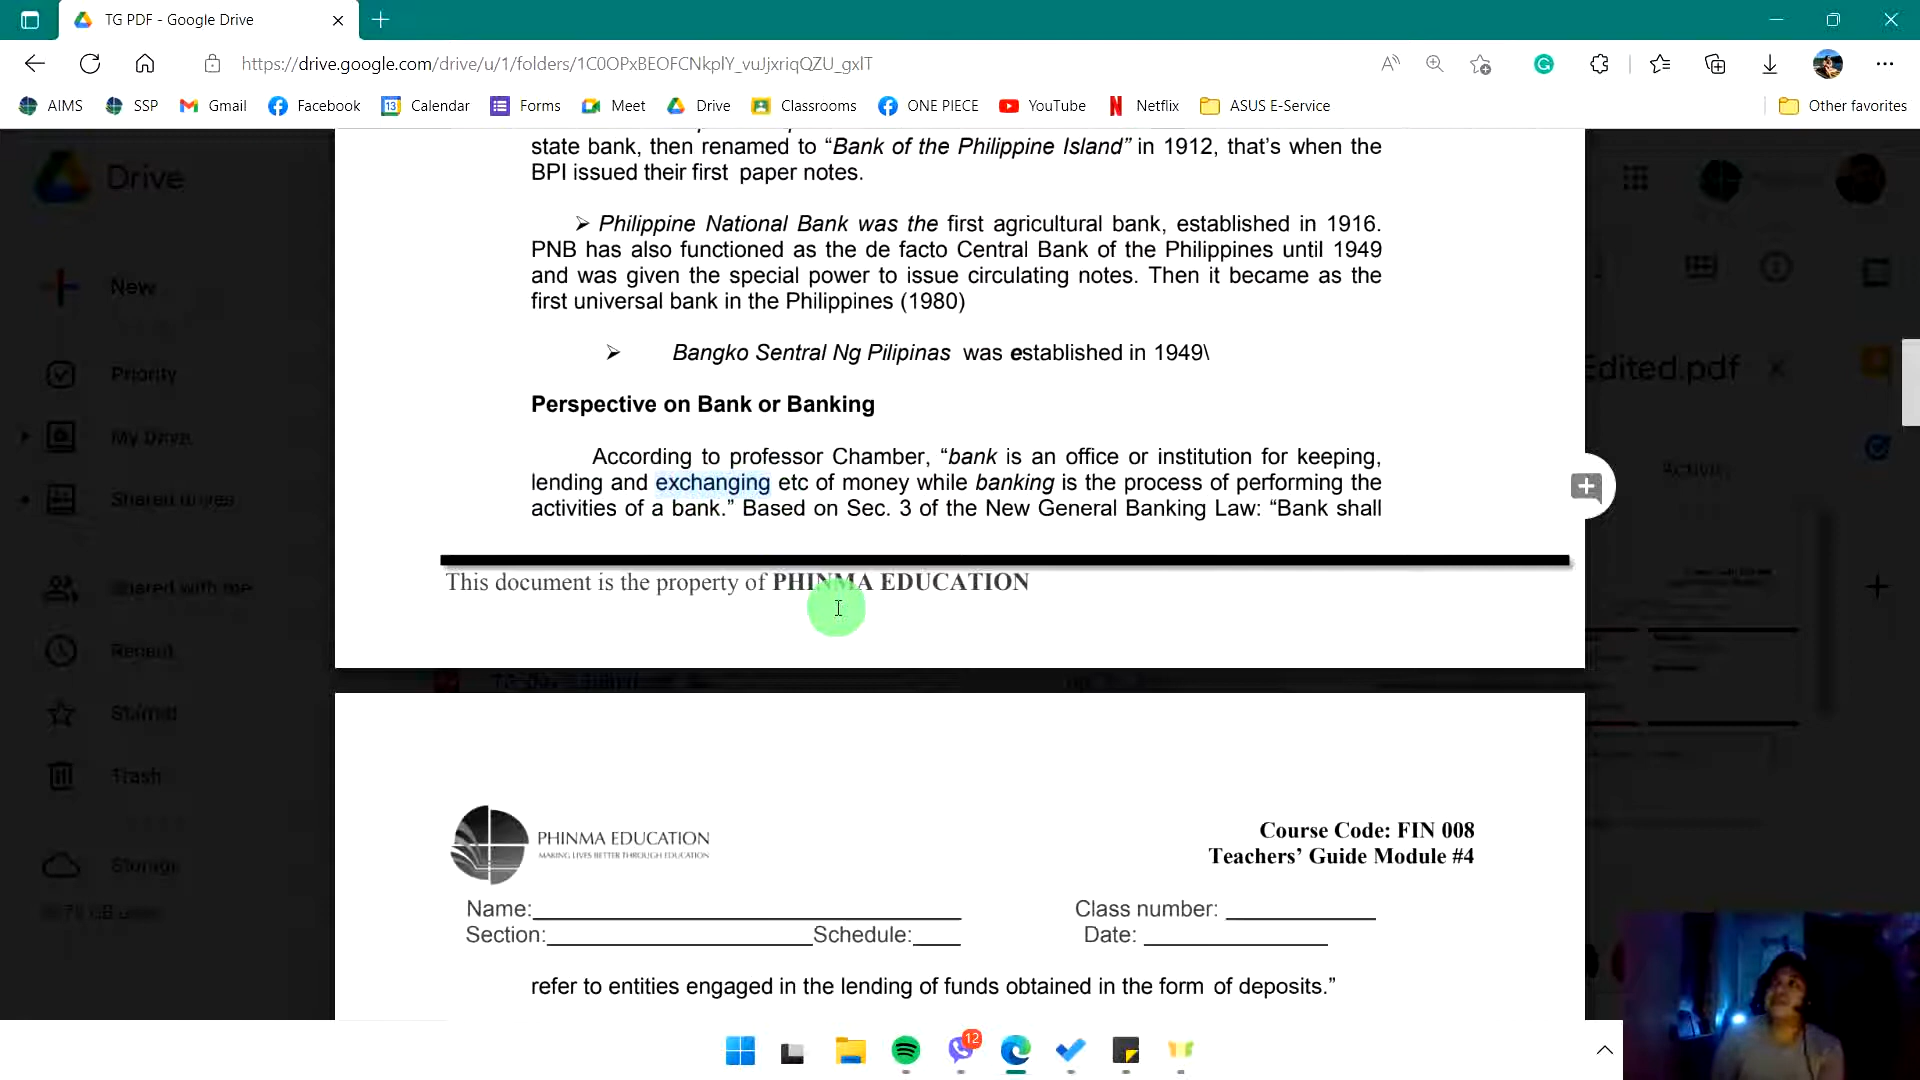 TG PDF - Google Drive
https://drive.google.com/drive/u/1/folders/1C0OPxBEOFCNkplY_vuJjxriqQZU_gxlT
AIMS SSP Gmail Facebook Calendar Forms Meet Drive Classrooms ONE PIECE YouTube Netflix ASUS E-Service Other favorites
state bank, then renamed to “Bank of the Philippine Island” in 1912, that’s when the
BPI issued their first paper notes.
➢ Philippine National Bank was the first agricultural bank, established in 1916.
PNB has also functioned as the de facto Central Bank of the Philippines until 1949
and was given the special power to issue circulating notes. Then it became as the
first universal bank in the Philippines (1980)
➢ Bangko Sentral Ng Pilipinas was established in 1949\
Perspective on Bank or Banking
According to professor Chamber, “bank is an office or institution for keeping,
lending and exchanging etc of money while banking is the process of performing the
activities of a bank.” Based on Sec. 3 of the New General Banking Law: “Bank shall
This document is the property of PHINMA EDUCATION
PHINMA EDUCATION
MAKING LIVES BETTER THROUGH EDUCATION
Course Code: FIN 008
Teachers’ Guide Module #4
Name: Class number:
Section: Schedule: Date:
refer to entities engaged in the lending of funds obtained in the form of deposits.”
Drive
New
Priority
My Drive
Shared drives
Shared with me
Recent
Starred
Trash
Storage
Edited.pdf
Activity
12